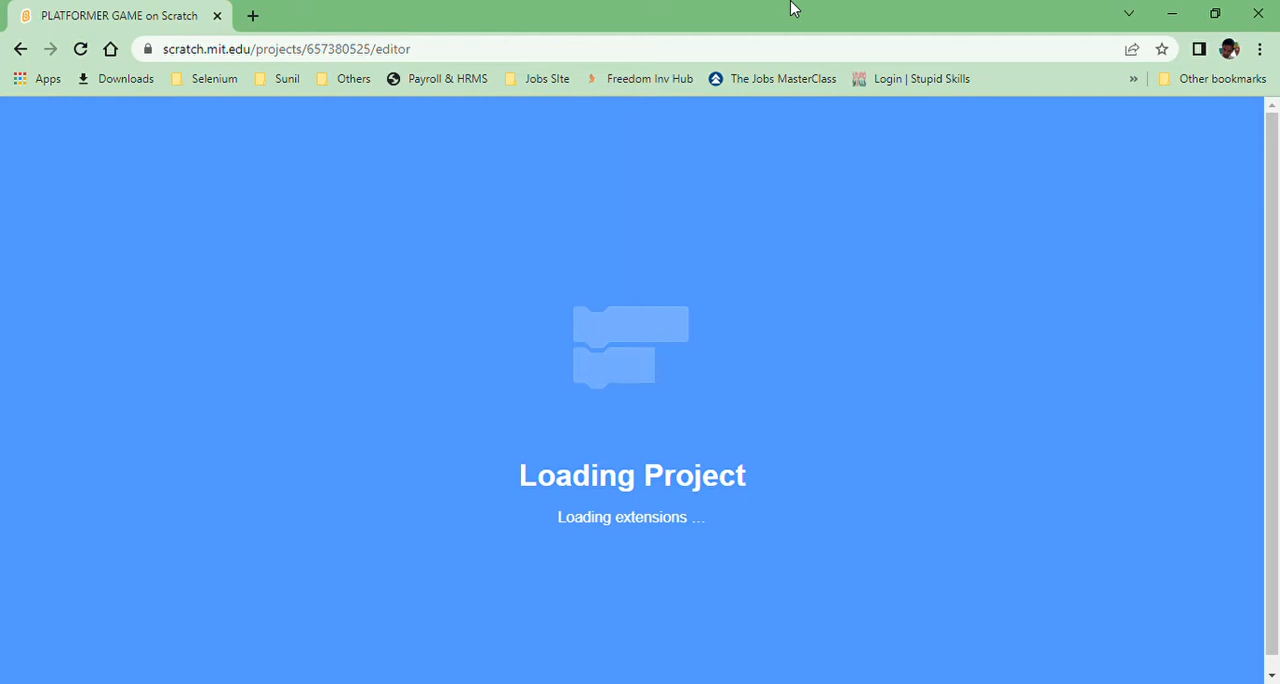 PLATFORMER GAME on Scratch
scratch.mit.edu/projects/657380525/editor
Apps Downloads Selenium Sunil Others Payroll & HRMS Jobs SIte Freedom Inv Hub The Jobs MasterClass Login | Stupid Skills » Other bookmarks
Loading Project
Loading extensions …